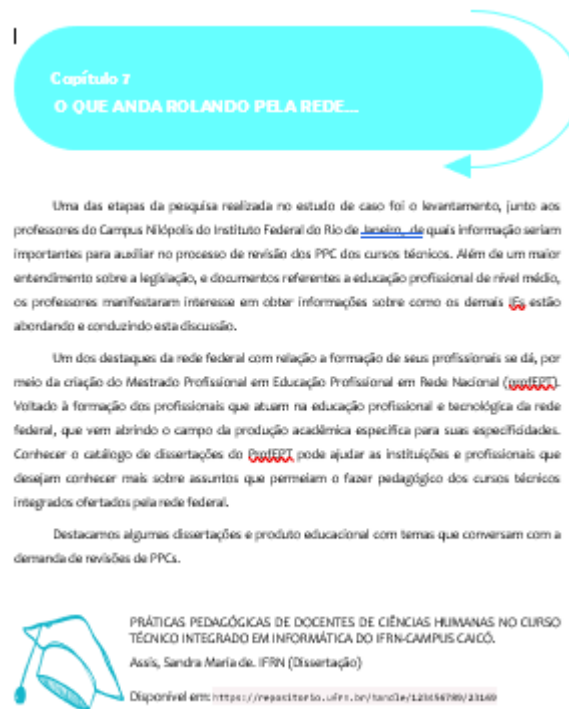 Capítulo 7
O QUE ANDA ROLANDO PELA REDE...
Uma das etapas da pesquisa realizada no estudo de caso foi o levantamento, junto aos
professores do Campus Nilópolis do Instituto Federal do Rio de Janeiro, de quais informação seriam
importantes para auxiliar no processo de revisão dos PPC dos cursos técnicos. Além de um maior
entendimento sobre a legislação, e documentos referentes a educação profissional de nível médio,
os professores manifestaram interesse em obter informações sobre como os demais IFs estão
abordando e conduzindo esta discussão.
Um dos destaques da rede federal com relação a formação de seus profissionais se dá, por
meio da criação do Mestrado Profissional em Educação Profissional em Rede Nacional (profEPT).
Voltado à formação dos profissionais que atuam na educação profissional e tecnológica da rede
federal, que vem abrindo o campo da produção acadêmica específica para suas especificidades.
Conhecer o catálogo de dissertações do ProfEPT pode ajudar as instituições e profissionais que
desejam conhecer mais sobre assuntos que permeiam o fazer pedagógico dos cursos técnicos
integrados ofertados pela rede federal.
Destacamos algumas dissertações e produto educacional com temas que conversam com a
demanda de revisões de PPCs.
PRÁTICAS PEDAGÓGICAS DE DOCENTES DE CIÊNCIAS HUMANAS NO CURSO
TÉCNICO INTEGRADO EM INFORMÁTICA DO IFRN-CAMPUS CAICÓ.
Assis, Sandra Maria de. IFRN (Dissertação)
Disponível em: https://repositorio.ufrn.br/handle/123456789/23149